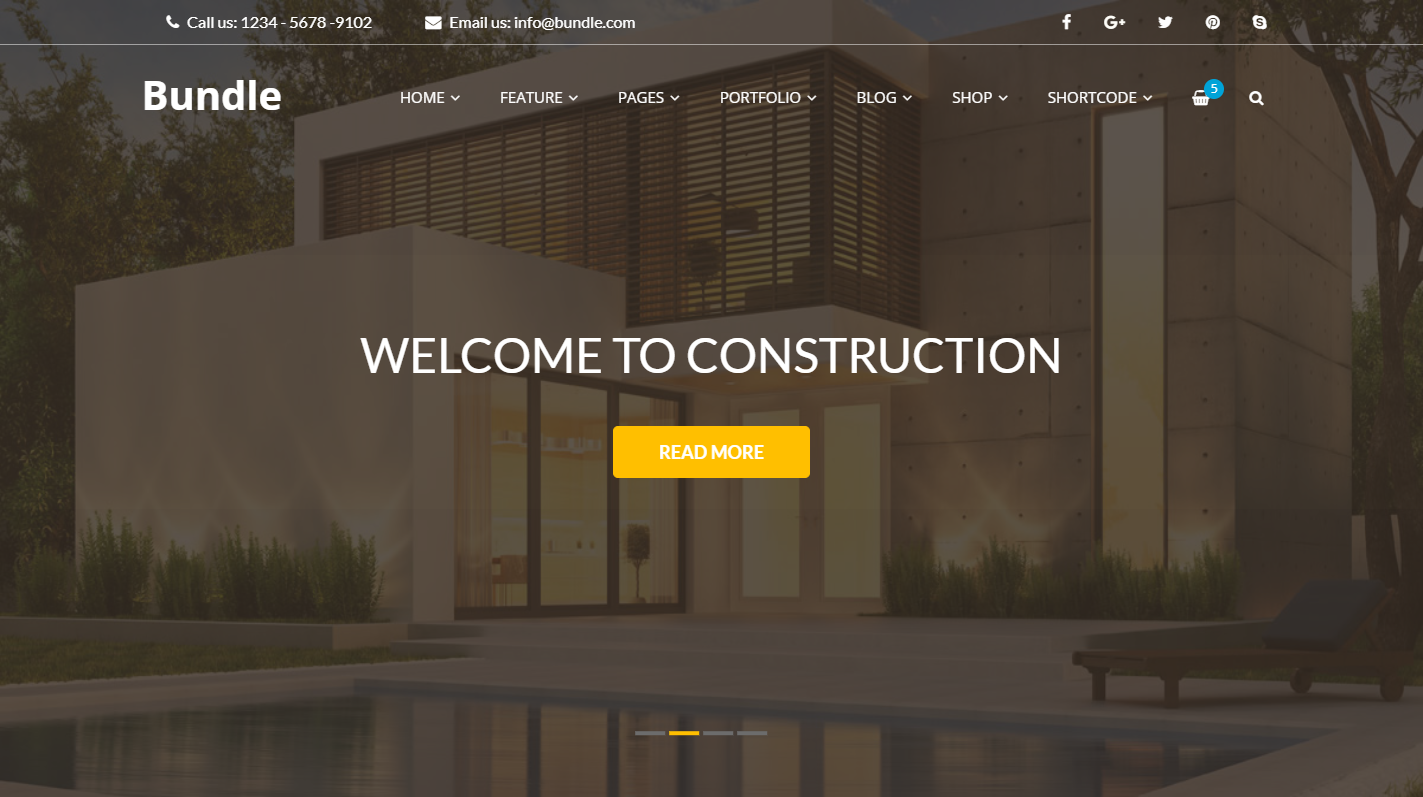 Call us: 1234 - 5678 -9102 Email us: info@bundle.com
Bundle HOME FEATURE PAGES PORTFOLIO BLOG SHOP SHORTCODE 5
WELCOME TO CONSTRUCTION
READ MORE